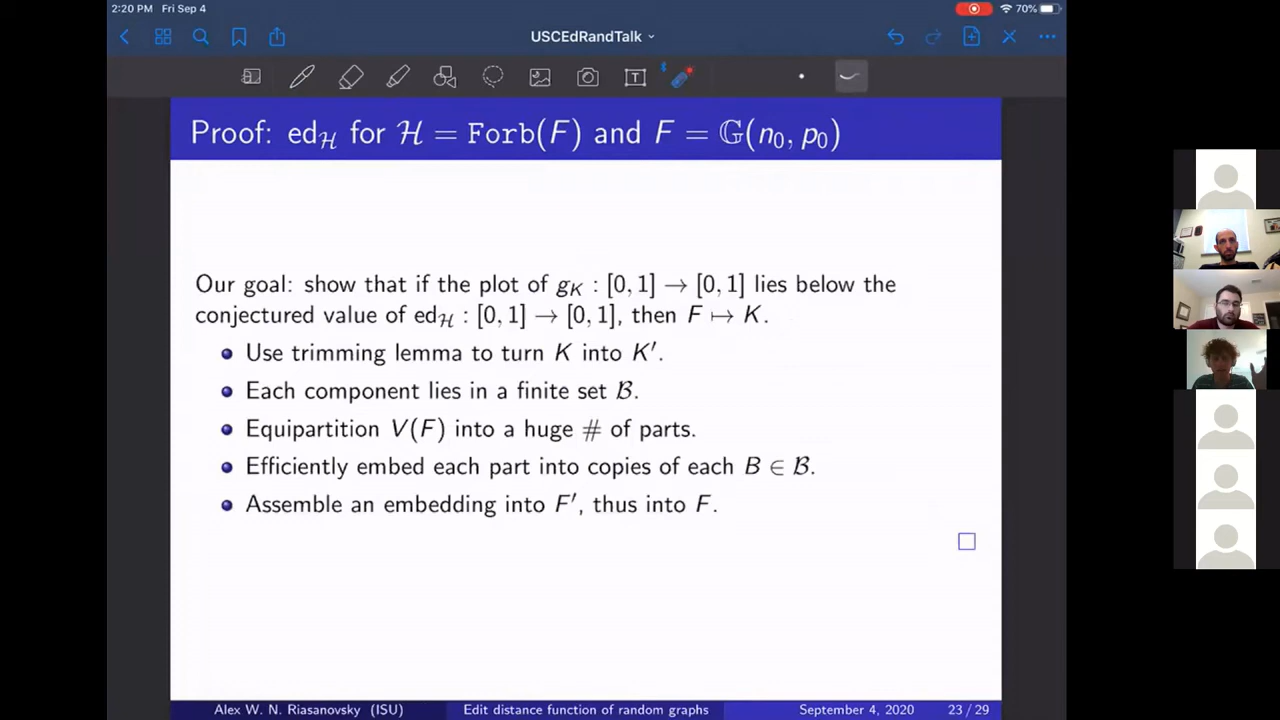 2:20 PM Fri Sep 4
70%
USCEdRandTalk
T
Proof: ed_ℋ for ℋ = Forb(F) and F = 𝔾(n₀, p₀)
Our goal: show that if the plot of g_K : [0, 1] → [0, 1] lies below the
conjectured value of ed_ℋ : [0, 1] → [0, 1], then F ↦ K.
• Use trimming lemma to turn K into K′.
• Each component lies in a finite set ℬ.
• Equipartition V(F) into a huge # of parts.
• Efficiently embed each part into copies of each B ∈ ℬ.
• Assemble an embedding into F′, thus into F.
□
Alex W. N. Riasanovsky (ISU) Edit distance function of random graphs September 4, 2020 23 / 29